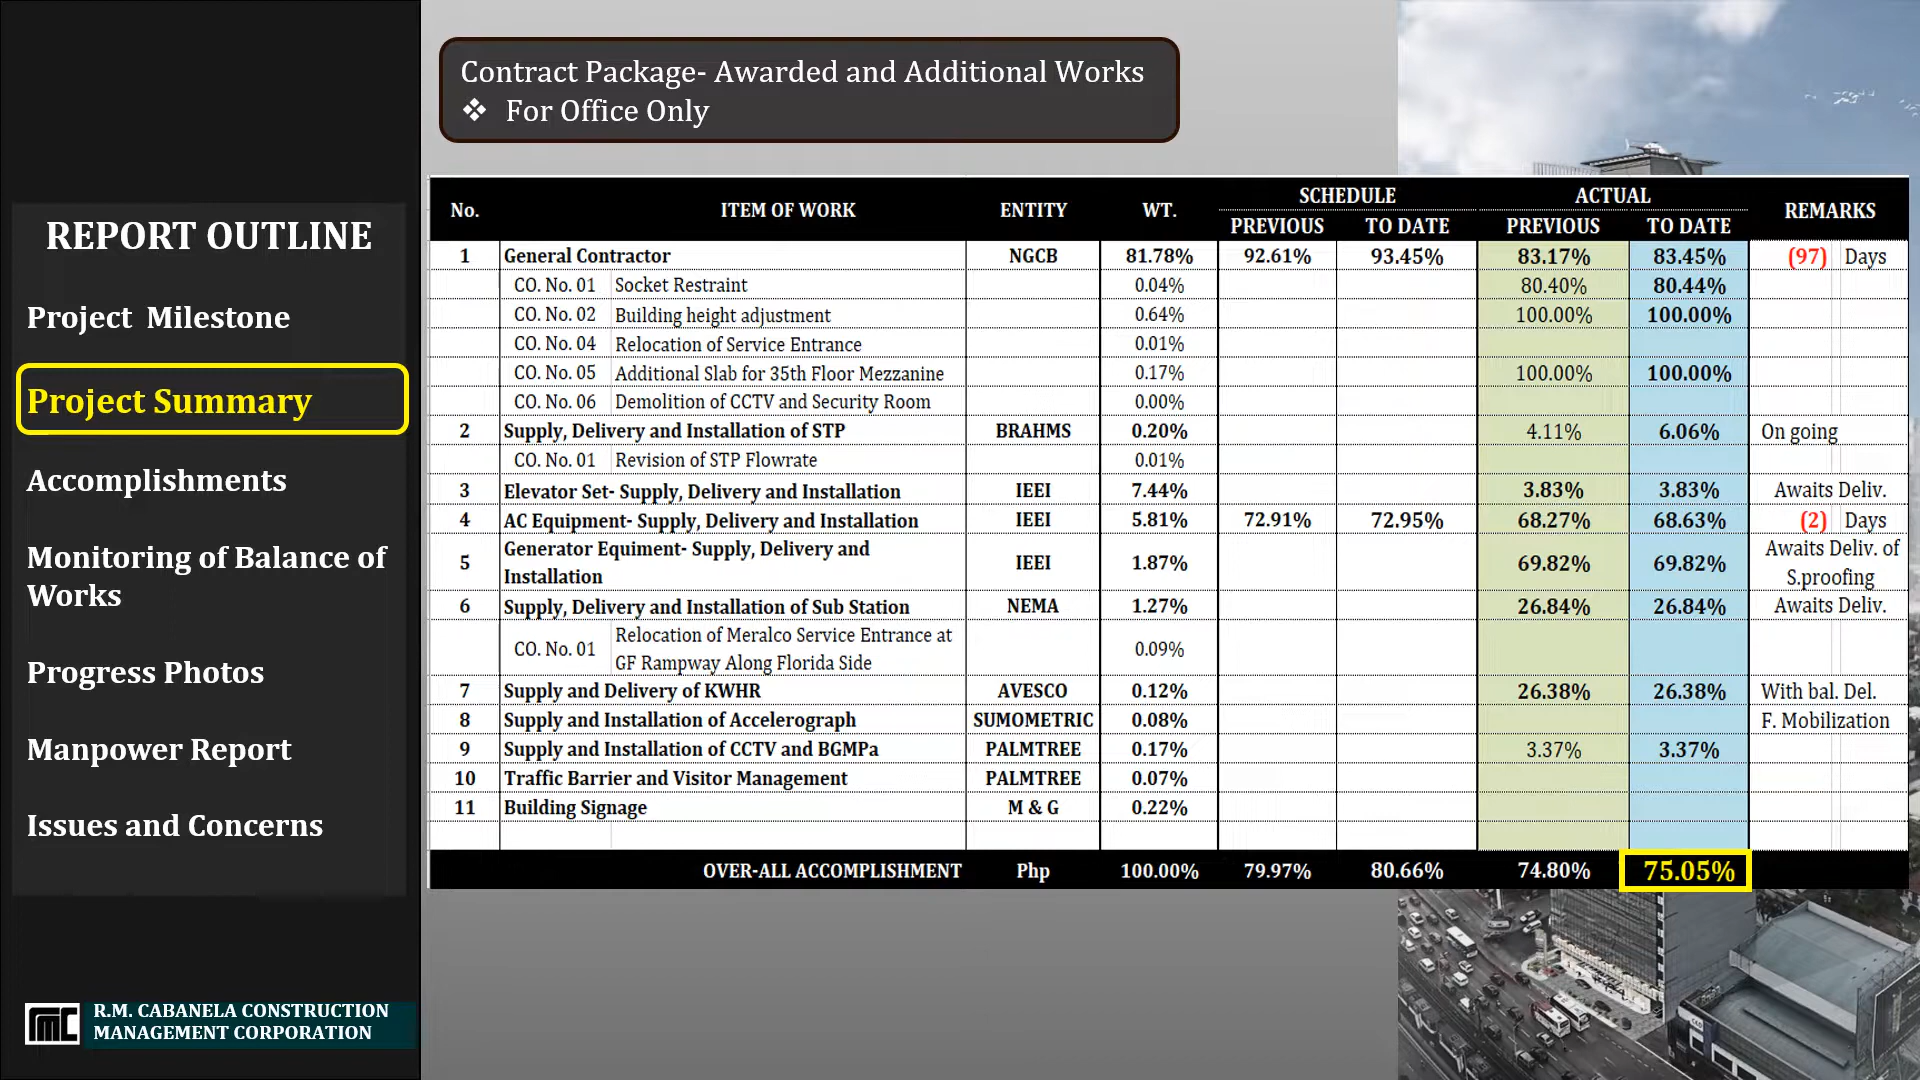 Contract Package- Awarded and Additional Works
❖ For Office Only
REPORT OUTLINE
Project Milestone
Project Summary
Accomplishments
Monitoring of Balance of
Works
Progress Photos
Manpower Report
Issues and Concerns
R.M. CABANELA CONSTRUCTION
MANAGEMENT CORPORATION
No. ITEM OF WORK ENTITY WT. SCHEDULE ACTUAL REMARKS
PREVIOUS TO DATE PREVIOUS TO DATE
1 General Contractor NGCB 81.78% 92.61% 93.45% 83.17% 83.45% (97) Days
CO. No. 01 Socket Restraint 0.04% 80.40% 80.44%
CO. No. 02 Building height adjustment 0.64% 100.00% 100.00%
CO. No. 04 Relocation of Service Entrance 0.01%
CO. No. 05 Additional Slab for 35th Floor Mezzanine 0.17% 100.00% 100.00%
CO. No. 06 Demolition of CCTV and Security Room 0.00%
2 Supply, Delivery and Installation of STP BRAHMS 0.20% 4.11% 6.06% On going
CO. No. 01 Revision of STP Flowrate 0.01%
3 Elevator Set- Supply, Delivery and Installation IEEI 7.44% 3.83% 3.83% Awaits Deliv.
4 AC Equipment- Supply, Delivery and Installation IEEI 5.81% 72.91% 72.95% 68.27% 68.63% (2) Days
5 Generator Equiment- Supply, Delivery and
Installation IEEI 1.87% 69.82% 69.82% Awaits Deliv. of
S.proofing
6 Supply, Delivery and Installation of Sub Station NEMA 1.27% 26.84% 26.84% Awaits Deliv.
CO. No. 01 Relocation of Meralco Service Entrance at
GF Rampway Along Florida Side 0.09%
7 Supply and Delivery of KWHR AVESCO 0.12% 26.38% 26.38% With bal. Del.
8 Supply and Installation of Accelerograph SUMOMETRIC 0.08% F. Mobilization
9 Supply and Installation of CCTV and BGMPa PALMTREE 0.17% 3.37% 3.37%
10 Traffic Barrier and Visitor Management PALMTREE 0.07%
11 Building Signage M & G 0.22%
OVER-ALL ACCOMPLISHMENT Php 100.00% 79.97% 80.66% 74.80% 75.05%